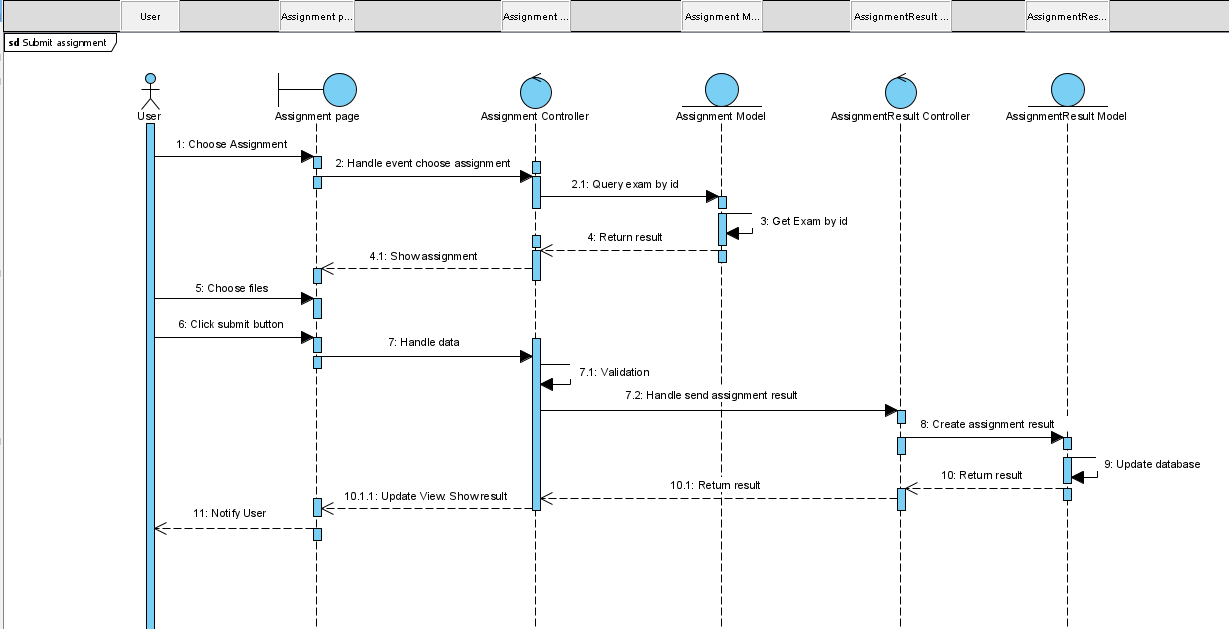 User
Assignment p...
Assignment ...
Assignment M...
AssignmentResult ...
AssignmentRes...
sd Submit assignment
User
Assignment page
Assignment Controller
Assignment Model
AssignmentResult Controller
AssignmentResult Model
1: Choose Assignment
2: Handle event choose assignment
2.1: Query exam by id
3: Get Exam by id
4: Return result
4.1: Show assignment
5: Choose files
6: Click submit button
7: Handle data
7.1: Validation
7.2: Handle send assignment result
8: Create assignment result
9: Update database
10: Return result
10.1: Return result
10.1.1: Update View. Show result
11: Notify User